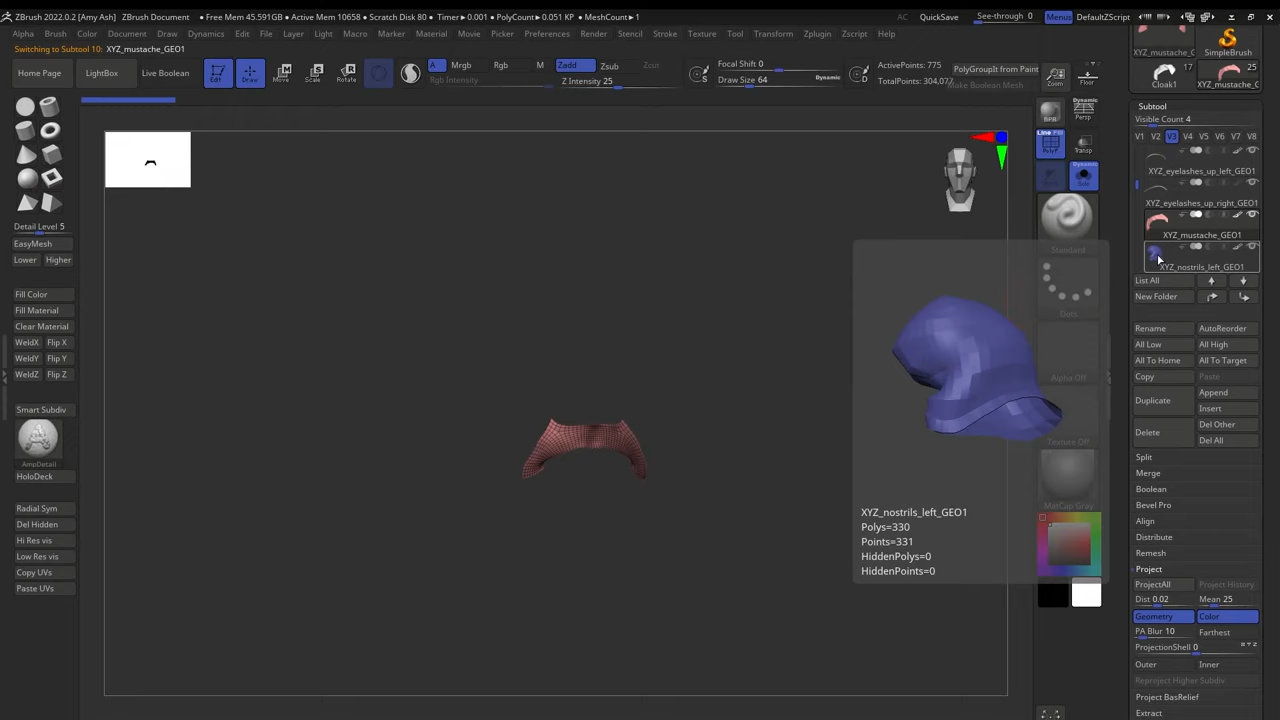 ZBrush 2022.0.2 [Amy Ash] ZBrush Document • Free Mem 45.591GB • Active Mem 10658 • Scratch Disk 80 • Timer▶0.001 • PolyCount▶0.051 KP • MeshCount▶1 AC QuickSave See-through 0 Menus DefaultZScript
Alpha Brush Document Draw Dynamics Edit File Layer Light Macro Marker Material Movie Picker Preferences Render Stencil Stroke Texture Tool Transform Zplugin Zscript Help
Switching to Subtool 10: XYZ_mustache_GEO1
Home Page LightBox Live Boolean Edit Draw Move Scale Rotate
A Mrgb Rgb M Zadd Zsub Zcut
Rgb Intensity Z Intensity 25
Focal Shift 0
Draw Size 64 Dynamic
ActivePoints: 775
TotalPoints: 304,077
PolyGroupIt from Paint
Make Boolean Mesh
Zoom Floor
Detail Level 5
EasyMesh
Lower Higher
Fill Color
Fill Material
Clear Material
WeldX Flip X
WeldY Flip Y
WeldZ Flip Z
Smart Subdiv
AmpDetail
HoloDeck
Radial Sym
Del Hidden
Hi Res vis
Low Res vis
Copy UVs
Paste UVs
XYZ_nostrils_left_GEO1
Polys=330
Points=331
HiddenPolys=0
HiddenPoints=0
BPR Dynamic Persp
Line Fill PolyF Transp
Dynamic Solo
Standard
Dots
Alpha Off
Texture Off
MatCap Gray
XYZ_mustache_G SimpleBrush
17 25
Cloak1 XYZ_mustache_G
Subtool
Visible Count 4
V1 V2 V3 V4 V5 V6 V7 V8
XYZ_eyelashes_up_left_GEO1
XYZ_eyelashes_up_right_GEO1
XYZ_mustache_GEO1
XYZ_nostrils_left_GEO1
List All
New Folder
Rename AutoReorder
All Low All High
All To Home All To Target
Copy Paste
Duplicate Append
Insert
Delete Del Other
Del All
Split
Merge
Boolean
Bevel Pro
Align
Distribute
Remesh
Project
ProjectAll Project History
Dist 0.02 Mean 25
Geometry Color
PA Blur 10 Farthest
ProjectionShell 0
Outer Inner
Reproject Higher Subdiv
Project BasRelief
Extract